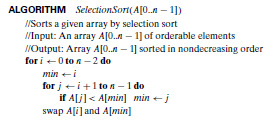 ALGORITHM SelectionSort(A[0..n − 1])
//Sorts a given array by selection sort
//Input: An array A[0..n − 1] of orderable elements
//Output: Array A[0..n − 1] sorted in nondecreasing order
for i ← 0 to n − 2 do
min ← i
for j ← i + 1 to n − 1 do
if A[j] < A[min] min ← j
swap A[i] and A[min]